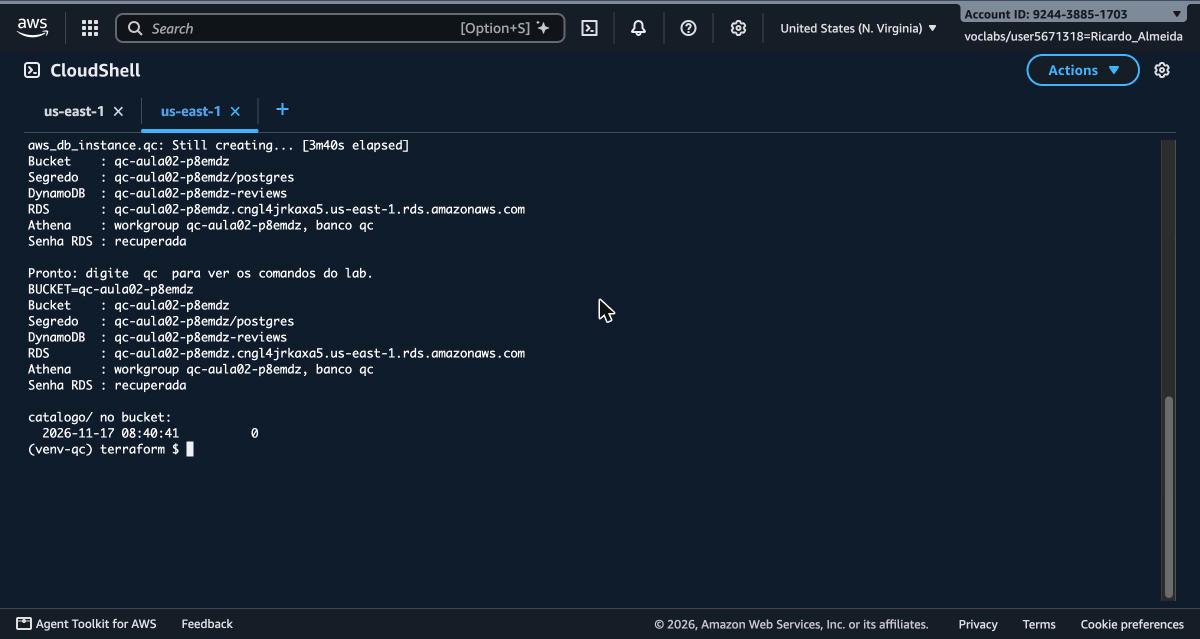 aws
Search
[Option+S]
United States (N. Virginia)
Account ID: 9244-3885-1703
voclabs/user5671318=Ricardo_Almeida
CloudShell
Actions
us-east-1
us-east-1
aws_db_instance.qc: Still creating... [3m40s elapsed]
Bucket    : qc-aula02-p8emdz
Segredo   : qc-aula02-p8emdz/postgres
DynamoDB  : qc-aula02-p8emdz-reviews
RDS       : qc-aula02-p8emdz.cngl4jrkaxa5.us-east-1.rds.amazonaws.com
Athena    : workgroup qc-aula02-p8emdz, banco qc
Senha RDS : recuperada
Pronto: digite  qc  para ver os comandos do lab.
BUCKET=qc-aula02-p8emdz
Bucket    : qc-aula02-p8emdz
Segredo   : qc-aula02-p8emdz/postgres
DynamoDB  : qc-aula02-p8emdz-reviews
RDS       : qc-aula02-p8emdz.cngl4jrkaxa5.us-east-1.rds.amazonaws.com
Athena    : workgroup qc-aula02-p8emdz, banco qc
Senha RDS : recuperada
catalogo/ no bucket:
  2026-11-17 08:40:41          0
(venv-qc) terraform $
Agent Toolkit for AWS
Feedback
© 2026, Amazon Web Services, Inc. or its affiliates.
Privacy
Terms
Cookie preferences